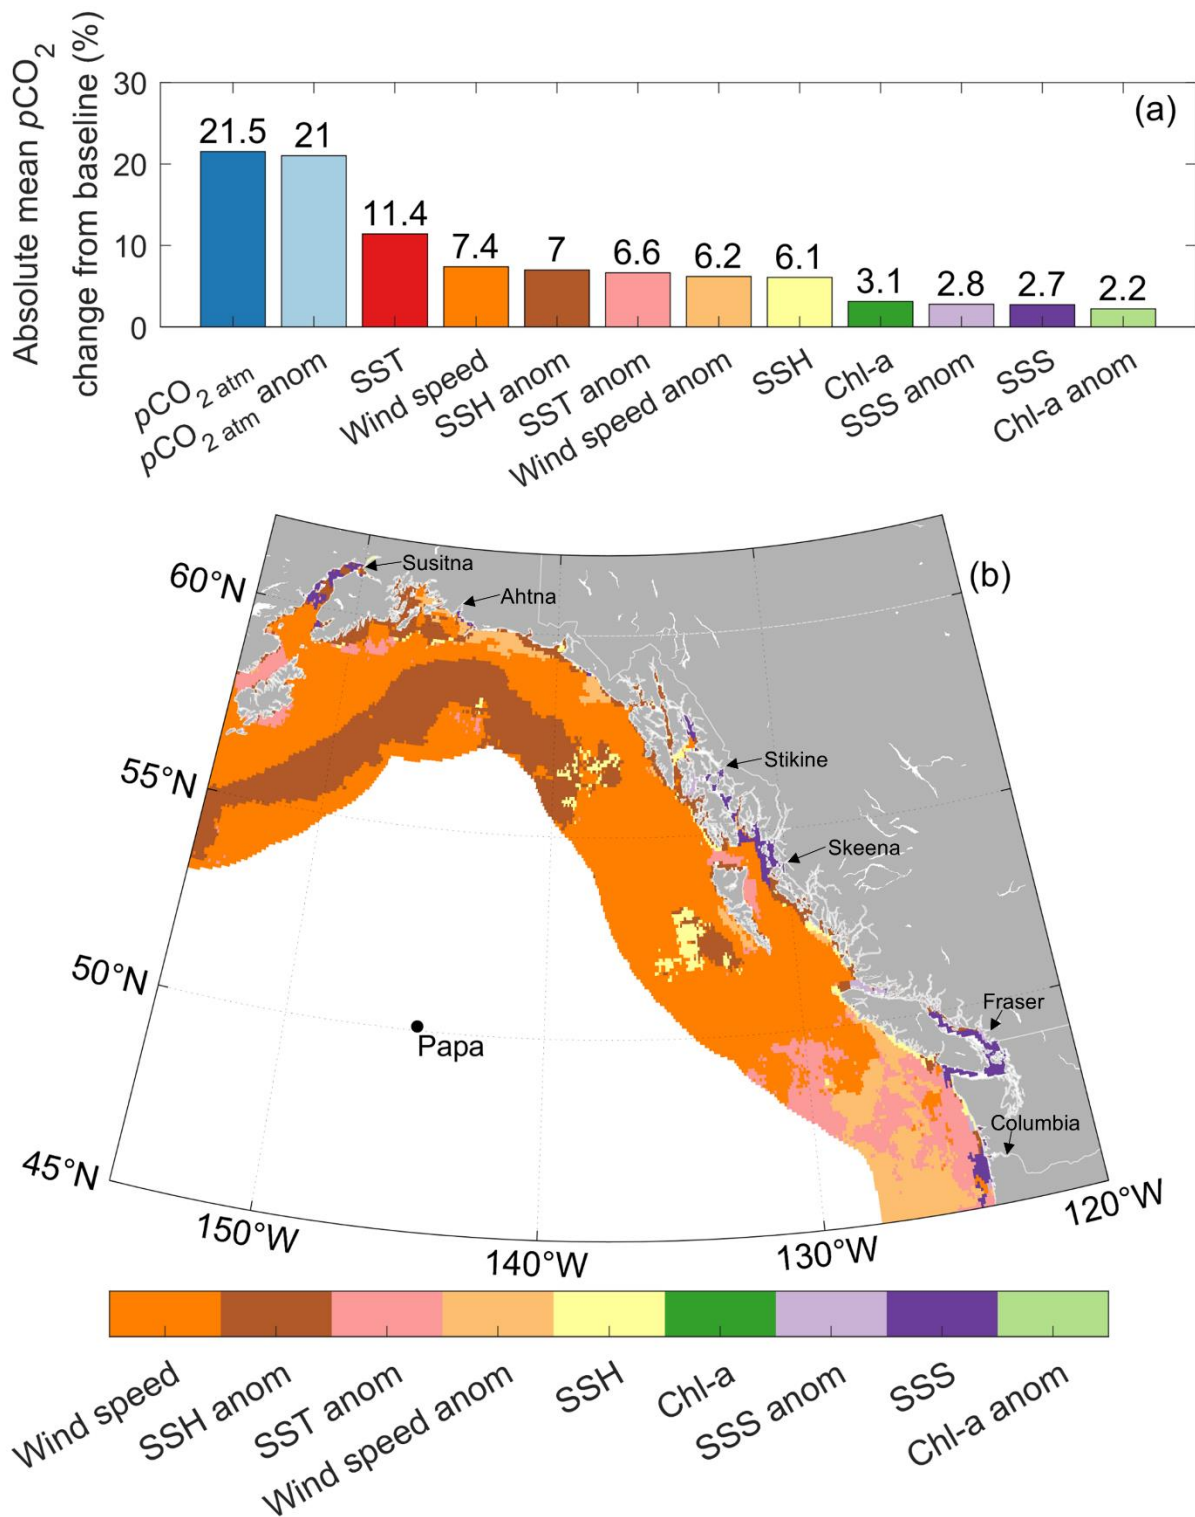 Absolute mean pCO2
change from baseline (%)
30
20
10
0
(a)
21.5
21
11.4
7.4
7
6.6
6.2
6.1
3.1
2.8
2.7
2.2
pCO2 atm
pCO2 atm anom
SST
Wind speed
SSH anom
SST anom
Wind speed anom
SSH
Chl-a
SSS anom
SSS
Chl-a anom
(b)
60°N
55°N
50°N
45°N
Susitna
Ahtna
Stikine
Skeena
Fraser
Columbia
Papa
150°W
140°W
130°W
120°W
Wind speed
SSH anom
SST anom
Wind speed anom
SSH
Chl-a
SSS anom
SSS
Chl-a anom